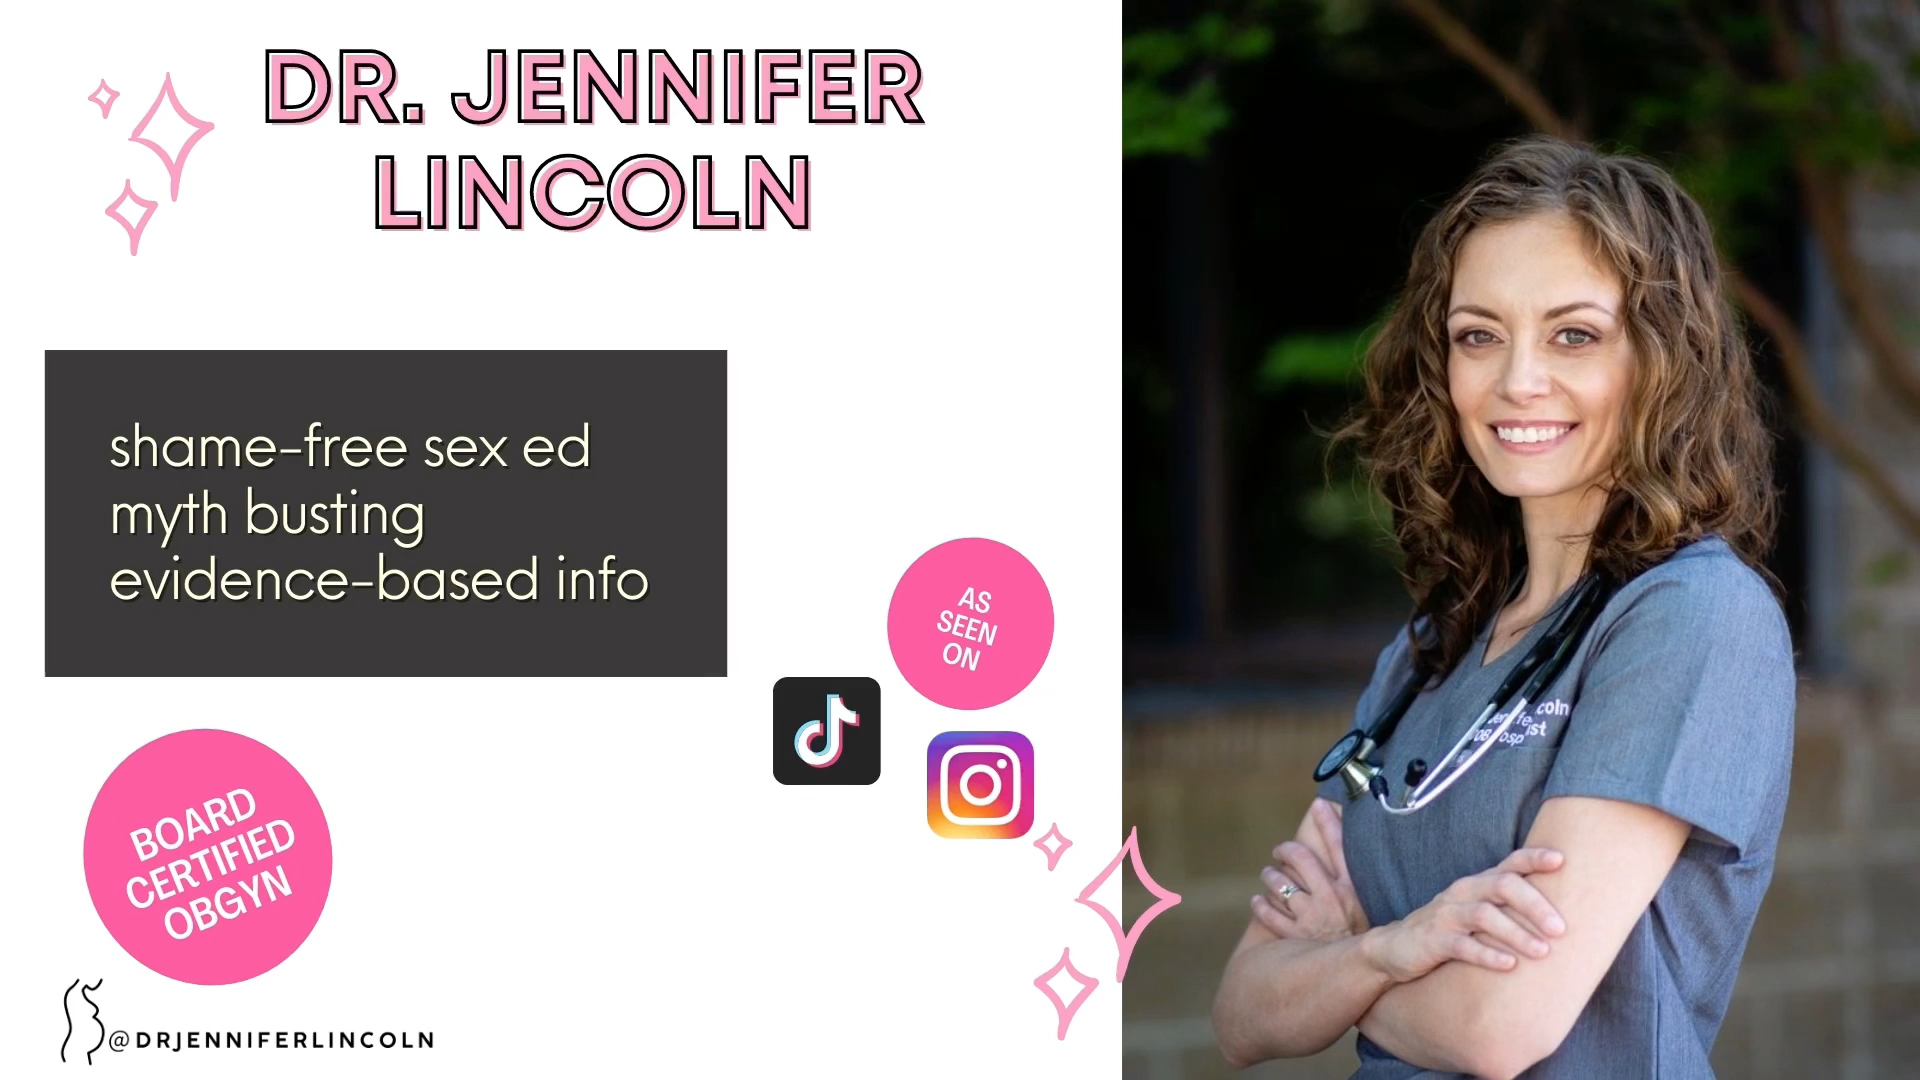 DR. JENNIFER
LINCOLN
shame-free sex ed
myth busting
evidence-based info
AS
SEEN
ON
BOARD
CERTIFIED
OBGYN
@DRJENNIFERLINCOLN